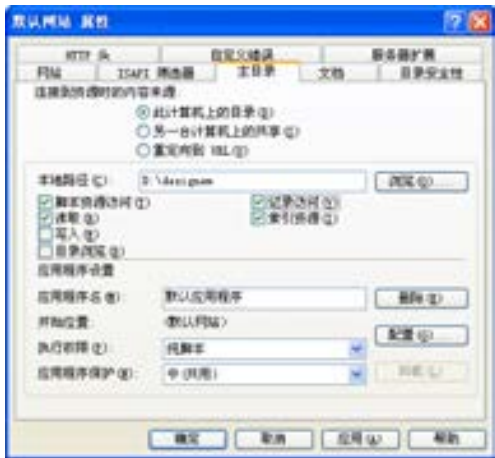 默认网站 属性
HTTP 头 自定义错误 服务器扩展
网站 ISAPI 筛选器 主目录 文档 目录安全性
连接到资源时的内容来源
此计算机上的目录(D)
另一台计算机上的共享(S)
重定向到 URL(U)
本地路径(C): D:\designem 浏览(O)...
脚本资源访问(T) 记录访问(V)
读取(R) 索引资源(I)
写入(W)
目录浏览(B)
应用程序设置
应用程序名(M) 默认应用程序 删除(E)
开始位置: <默认网站>
执行权限(P): 纯脚本 配置(G)...
应用程序保护(N): 中(共用) 卸载(L)
确定 取消 应用(A) 帮助